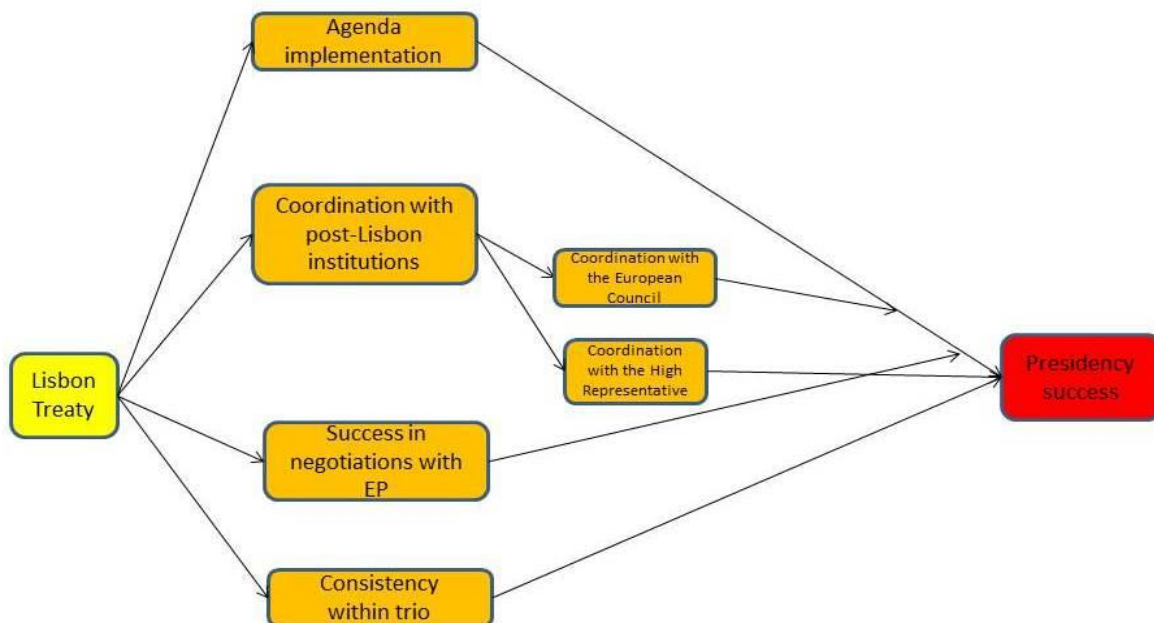 Agenda
implementation
Coordination with
post-Lisbon
institutions
Coordination with
the European
Council
Coordination
with the High
Representative
Lisbon
Treaty
Presidency
success
Success in
negotiations with
EP
Consistency
within trio